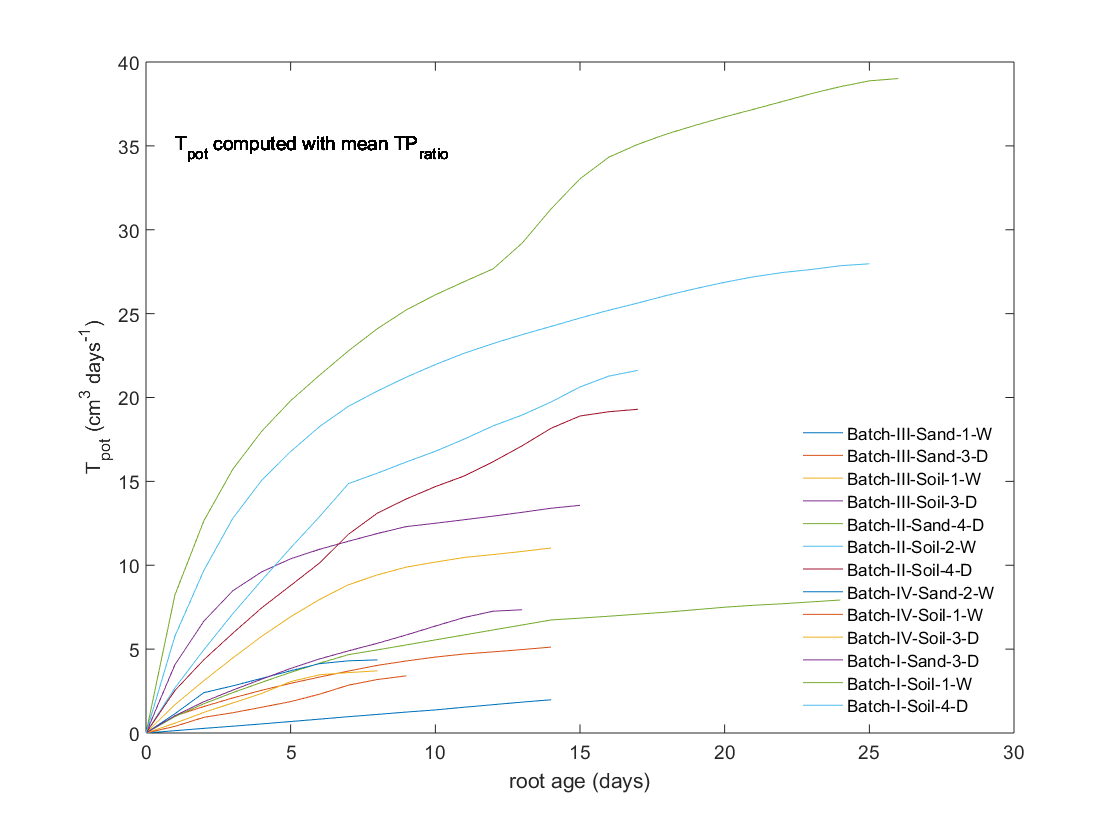 40
35
30
25
20
15
10
5
0
T_pot (cm^3 days^-1)
T_pot computed with mean TP_ratio
Batch-III-Sand-1-W
Batch-III-Sand-3-D
Batch-III-Soil-1-W
Batch-III-Soil-3-D
Batch-II-Sand-4-D
Batch-II-Soil-2-W
Batch-II-Soil-4-D
Batch-IV-Sand-2-W
Batch-IV-Soil-1-W
Batch-IV-Soil-3-D
Batch-I-Sand-3-D
Batch-I-Soil-1-W
Batch-I-Soil-4-D
0 5 10 15 20 25 30
root age (days)